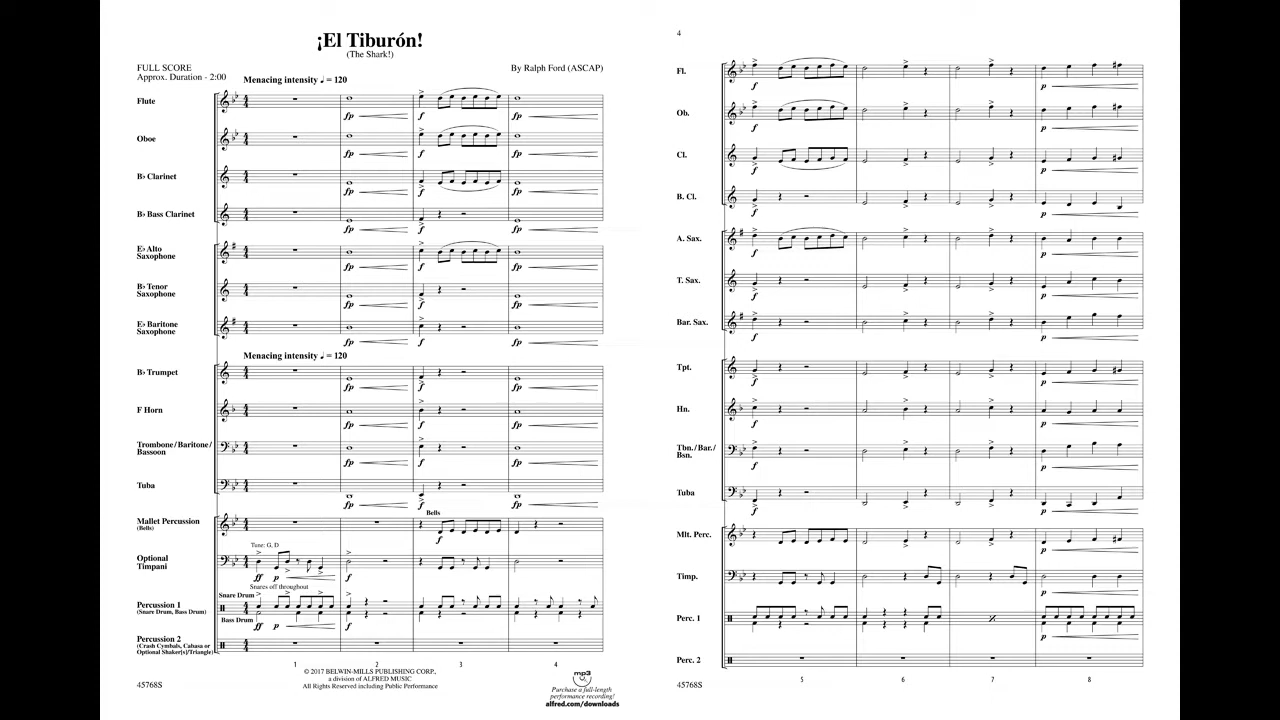 ¡El Tiburón!
(The Shark!)
FULL SCORE
Approx. Duration - 2:00
By Ralph Ford (ASCAP)
Menacing intensity ♩ = 120
Flute
Oboe
B♭ Clarinet
B♭ Bass Clarinet
E♭ Alto
Saxophone
B♭ Tenor
Saxophone
E♭ Baritone
Saxophone
Menacing intensity ♩ = 120
B♭ Trumpet
F Horn
Trombone/Baritone/
Bassoon
Tuba
Mallet Percussion
(Bells)
Bells
Optional
Timpani
Tune: G, D
Snares off throughout
Snare Drum
Percussion 1
(Snare Drum, Bass Drum)
Bass Drum
Percussion 2
(Crash Cymbals, Cabasa or
Optional Shaker[s]/Triangle)
1 2 3 4
© 2017 BELWIN-MILLS PUBLISHING CORP.,
a division of ALFRED MUSIC
All Rights Reserved including Public Performance
45768S
mp3
Purchase a full-length
performance recording!
alfred.com/downloads
4
Fl.
Ob.
Cl.
B. Cl.
A. Sax.
T. Sax.
Bar. Sax.
Tpt.
Hn.
Tbn./Bar./
Bsn.
Tuba
Mlt. Perc.
Timp.
Perc. 1
Perc. 2
5 6 7 8
45768S